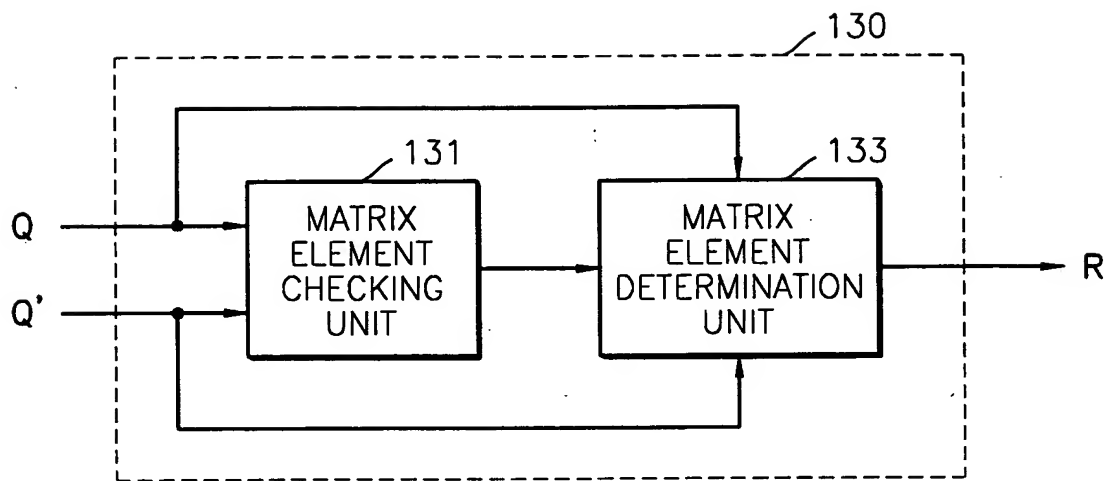 130
131
133
Q
MATRIX
ELEMENT
CHECKING
UNIT
MATRIX
ELEMENT
DETERMINATION
UNIT
R
Q'